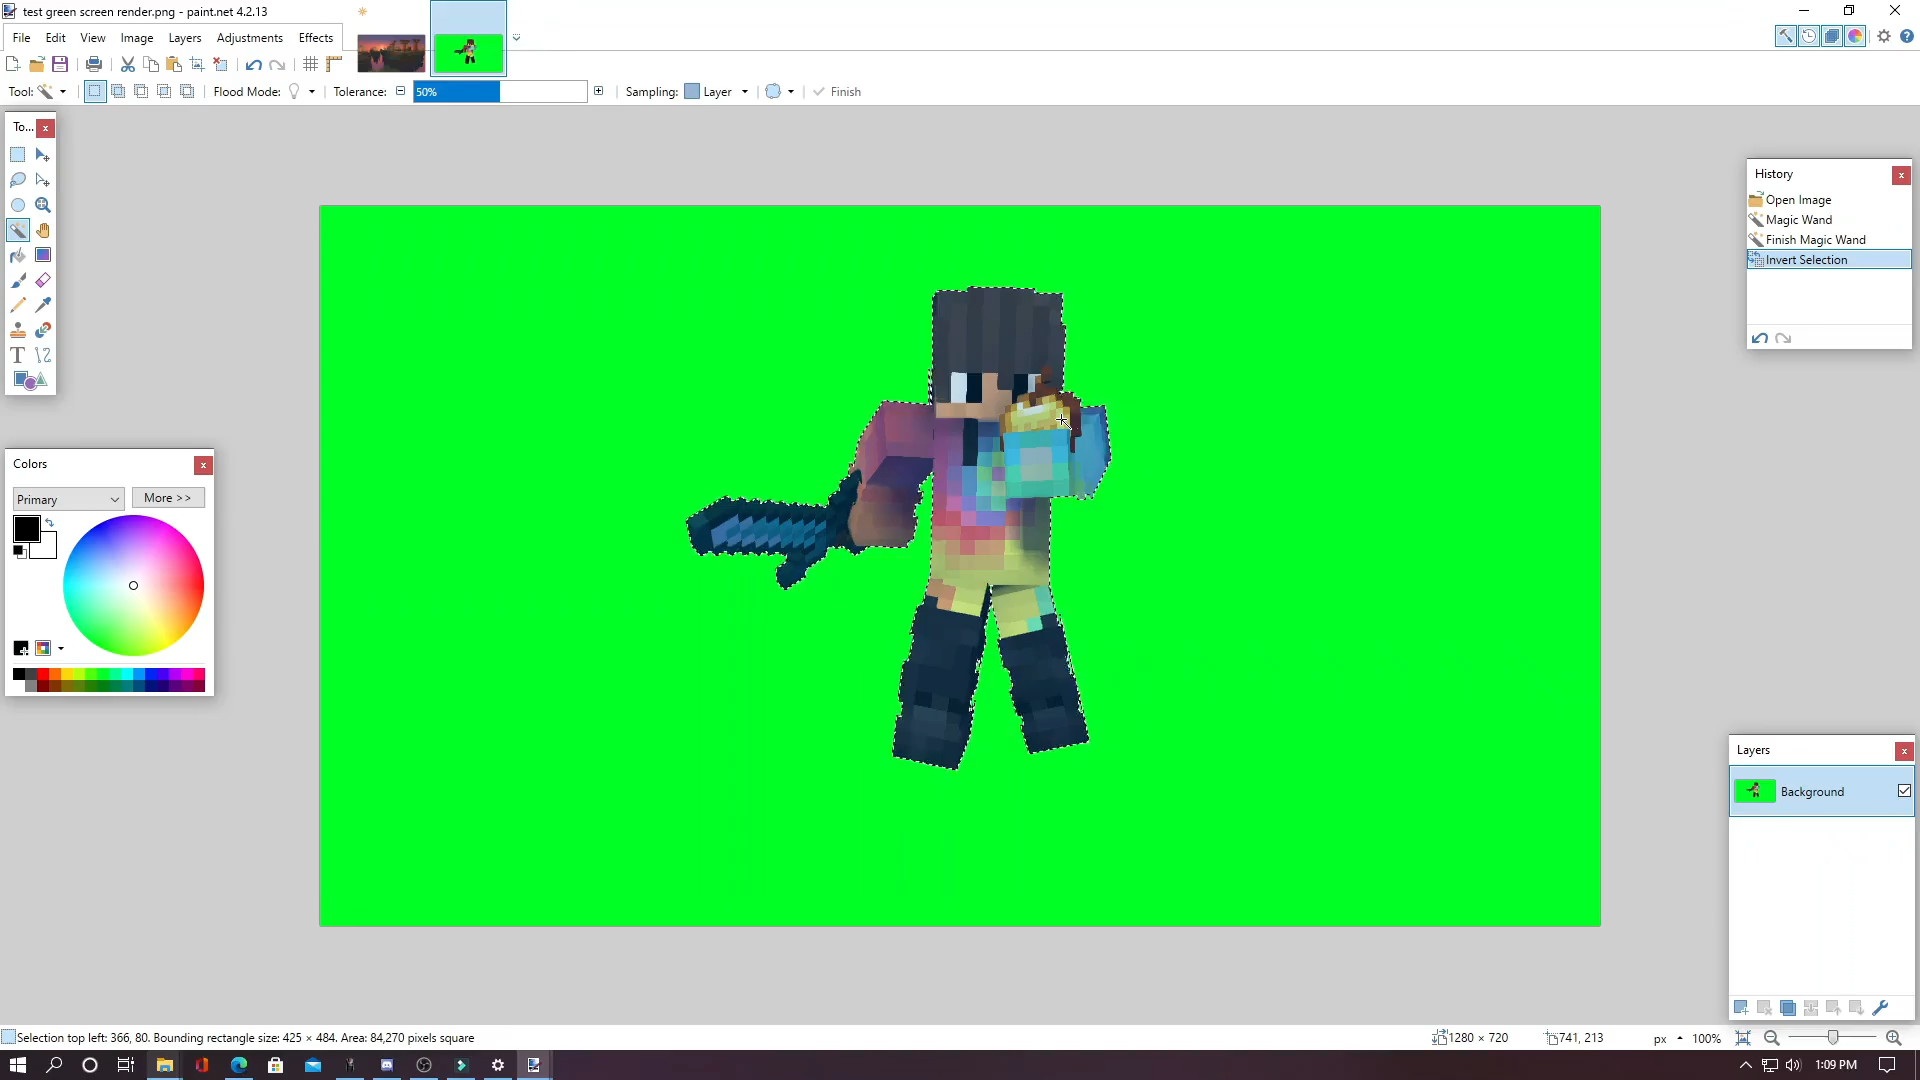 test green screen render.png - paint.net 4.2.13
File Edit View Image Layers Adjustments Effects
Tool: Flood Mode: Tolerance: 50% Sampling: Layer Finish
To...
History
Open Image
Magic Wand
Finish Magic Wand
Invert Selection
Colors
Primary
More >>
Layers
Background
Selection top left: 366, 80. Bounding rectangle size: 425 × 484. Area: 84,270 pixels square
1280 × 720
741, 213
px
100%
1:09 PM